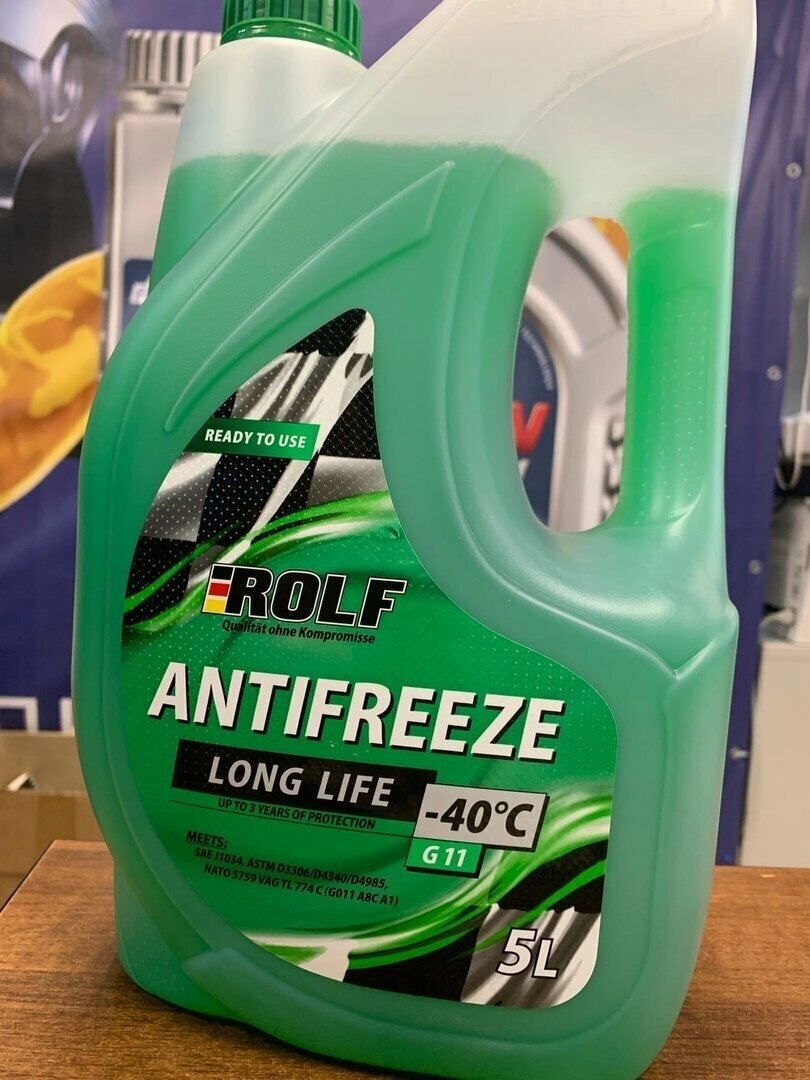 READY TO USE
ROLF
Qualität ohne Kompromisse
ANTIFREEZE
LONG LIFE
UP TO 3 YEARS OF PROTECTION
-40°C
G 11
MEETS:
SAE J1034, ASTM D3306/D4340/D4985,
NATO S759 VAG TL 774 C (G011 A8C A1)
5L